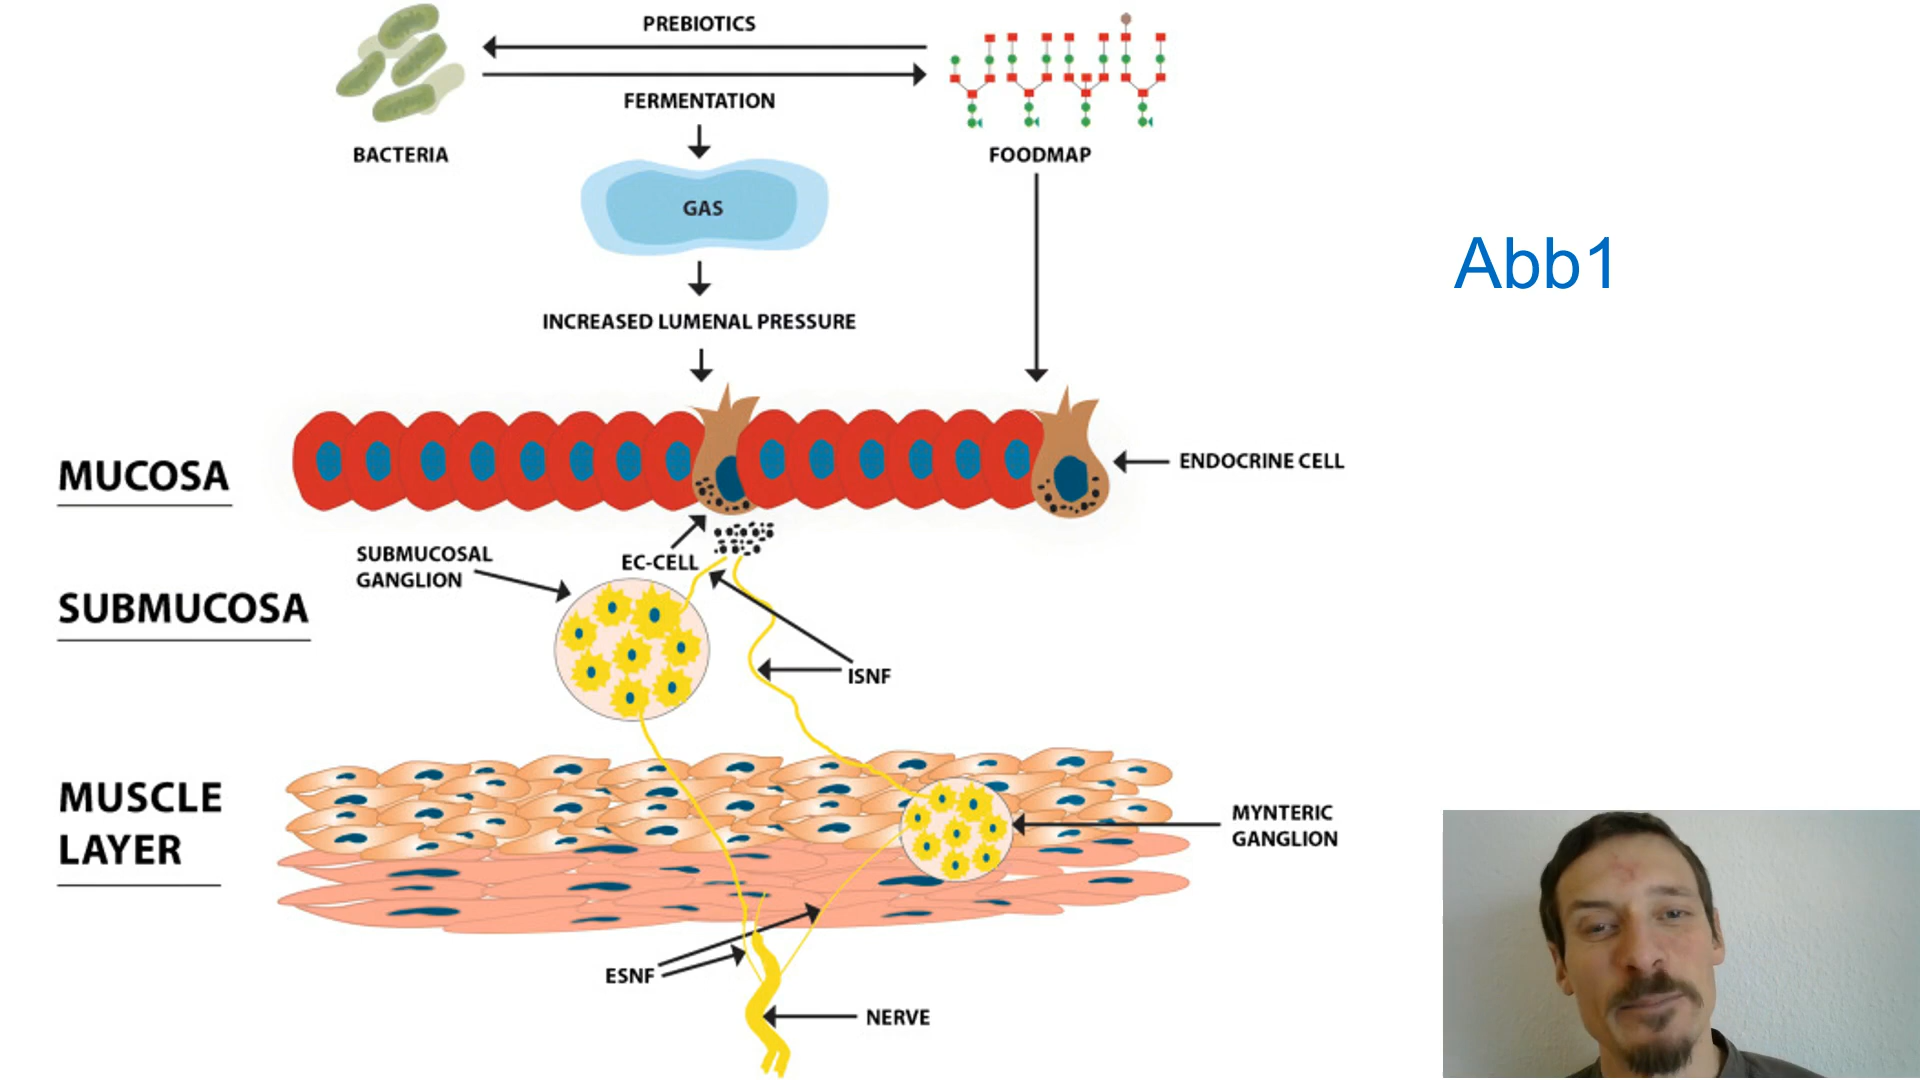 PREBIOTICS
FERMENTATION
BACTERIA
FOODMAP
GAS
Abb1
INCREASED LUMENAL PRESSURE
MUCOSA
ENDOCRINE CELL
SUBMUCOSAL
GANGLION
EC-CELL
SUBMUCOSA
ISNF
MUSCLE
LAYER
MYNTERIC
GANGLION
ESNF
NERVE